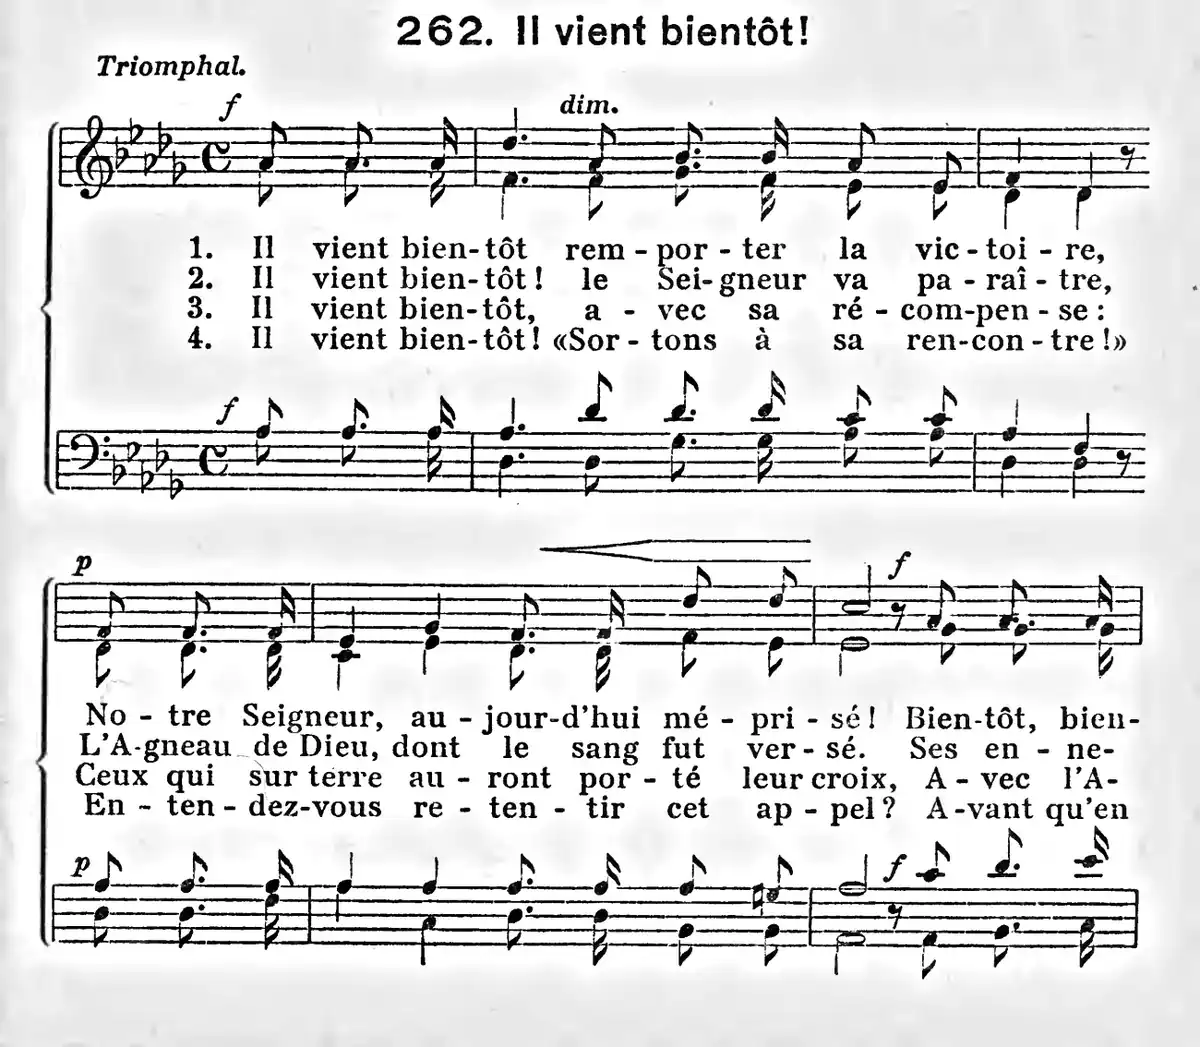 262. Il vient bientôt!
Triomphal.
f dim.
1. Il vient bien-tôt rem-por-ter la vic-toi-re,
2. Il vient bien-tôt! le Sei-gneur va pa-raî-tre,
3. Il vient bien-tôt, a-vec sa ré-com-pen-se:
4. Il vient bien-tôt! «Sor-tons à sa ren-con-tre!»
f
p f
No-tre Seigneur, au-jour-d'hui mé-pri-sé! Bien-tôt, bien-
L'A-gneau de Dieu, dont le sang fut ver-sé. Ses en-ne-
Ceux qui sur terre au-ront por-té leur croix, A-vec l'A-
En-ten-dez-vous re-ten-tir cet ap-pel? A-vant qu'en
p f